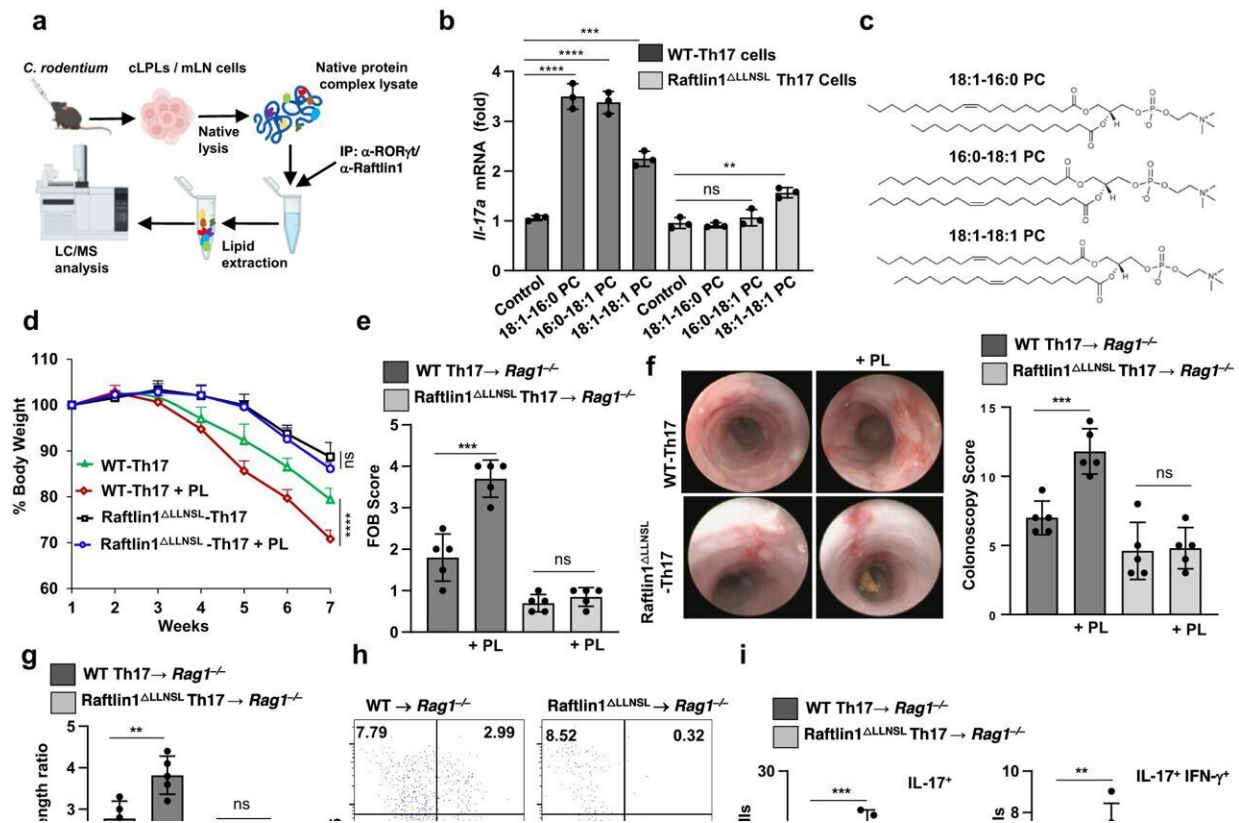 a
C. rodentium
cLPLs / mLN cells
Native protein
complex lysate
Native
lysis
IP: α-RORγt/
α-Raftlin1
Lipid
extraction
LC/MS
analysis
b
***
****
****
WT-Th17 cells
Raftlin1ΔLLNSL Th17 Cells
Il-17a mRNA (fold)
4
3
2
1
0
**
ns
Control
18:1-16:0 PC
16:0-18:1 PC
18:1-18:1 PC
Control
18:1-16:0 PC
16:0-18:1 PC
18:1-18:1 PC
c
18:1-16:0 PC
16:0-18:1 PC
18:1-18:1 PC
d
% Body Weight
110
100
90
80
70
60
WT-Th17
WT-Th17 + PL
Raftlin1ΔLLNSL-Th17
Raftlin1ΔLLNSL -Th17 + PL
ns
****
1 2 3 4 5 6 7
Weeks
e
WT Th17→ Rag1–/–
Raftlin1ΔLLNSL Th17 → Rag1–/–
FOB Score
5
4
3
2
1
0
***
ns
+ PL + PL
f
+ PL
WT-Th17
Raftlin1ΔLLNSL
-Th17
WT Th17→ Rag1–/–
Raftlin1ΔLLNSL Th17 → Rag1–/–
Colonoscopy Score
15
10
5
0
***
ns
+ PL + PL
g
WT Th17→ Rag1–/–
Raftlin1ΔLLNSL Th17 → Rag1–/–
5
4
3
ength ratio
**
ns
h
WT → Rag1–/–
Raftlin1ΔLLNSL → Rag1–/–
7.79 2.99
8.52 0.32
i
WT Th17→ Rag1–/–
Raftlin1ΔLLNSL Th17 → Rag1–/–
30
***
IL-17+
10
8
**
IL-17+ IFN-γ+